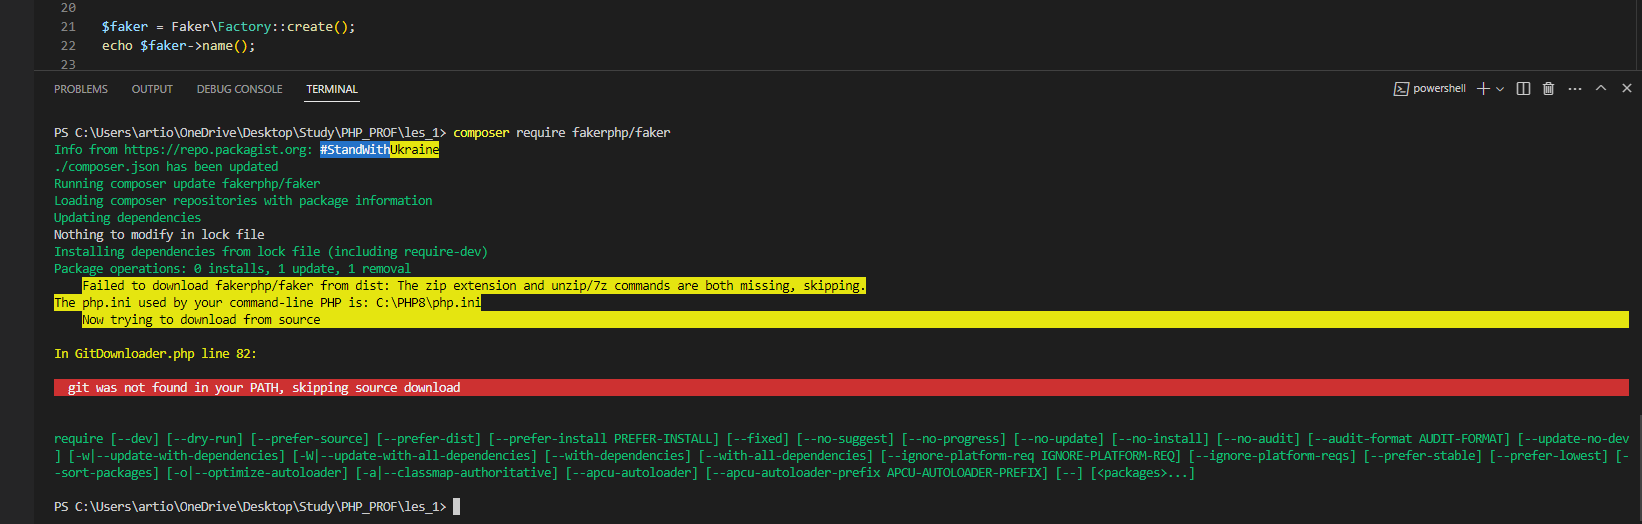 20
21 $faker = Faker\Factory::create();
22 echo $faker->name();
23
PROBLEMS OUTPUT DEBUG CONSOLE TERMINAL powershell
PS C:\Users\artio\OneDrive\Desktop\Study\PHP_PROF\les_1> composer require fakerphp/faker
Info from https://repo.packagist.org: #StandWithUkraine
./composer.json has been updated
Running composer update fakerphp/faker
Loading composer repositories with package information
Updating dependencies
Nothing to modify in lock file
Installing dependencies from lock file (including require-dev)
Package operations: 0 installs, 1 update, 1 removal
Failed to download fakerphp/faker from dist: The zip extension and unzip/7z commands are both missing, skipping.
The php.ini used by your command-line PHP is: C:\PHP8\php.ini
Now trying to download from source
In GitDownloader.php line 82:
git was not found in your PATH, skipping source download
require [--dev] [--dry-run] [--prefer-source] [--prefer-dist] [--prefer-install PREFER-INSTALL] [--fixed] [--no-suggest] [--no-progress] [--no-update] [--no-install] [--no-audit] [--audit-format AUDIT-FORMAT] [--update-no-dev
] [-w|--update-with-dependencies] [-W|--update-with-all-dependencies] [--with-dependencies] [--with-all-dependencies] [--ignore-platform-req IGNORE-PLATFORM-REQ] [--ignore-platform-reqs] [--prefer-stable] [--prefer-lowest] [-
-sort-packages] [-o|--optimize-autoloader] [-a|--classmap-authoritative] [--apcu-autoloader] [--apcu-autoloader-prefix APCU-AUTOLOADER-PREFIX] [--] [<packages>...]
PS C:\Users\artio\OneDrive\Desktop\Study\PHP_PROF\les_1>